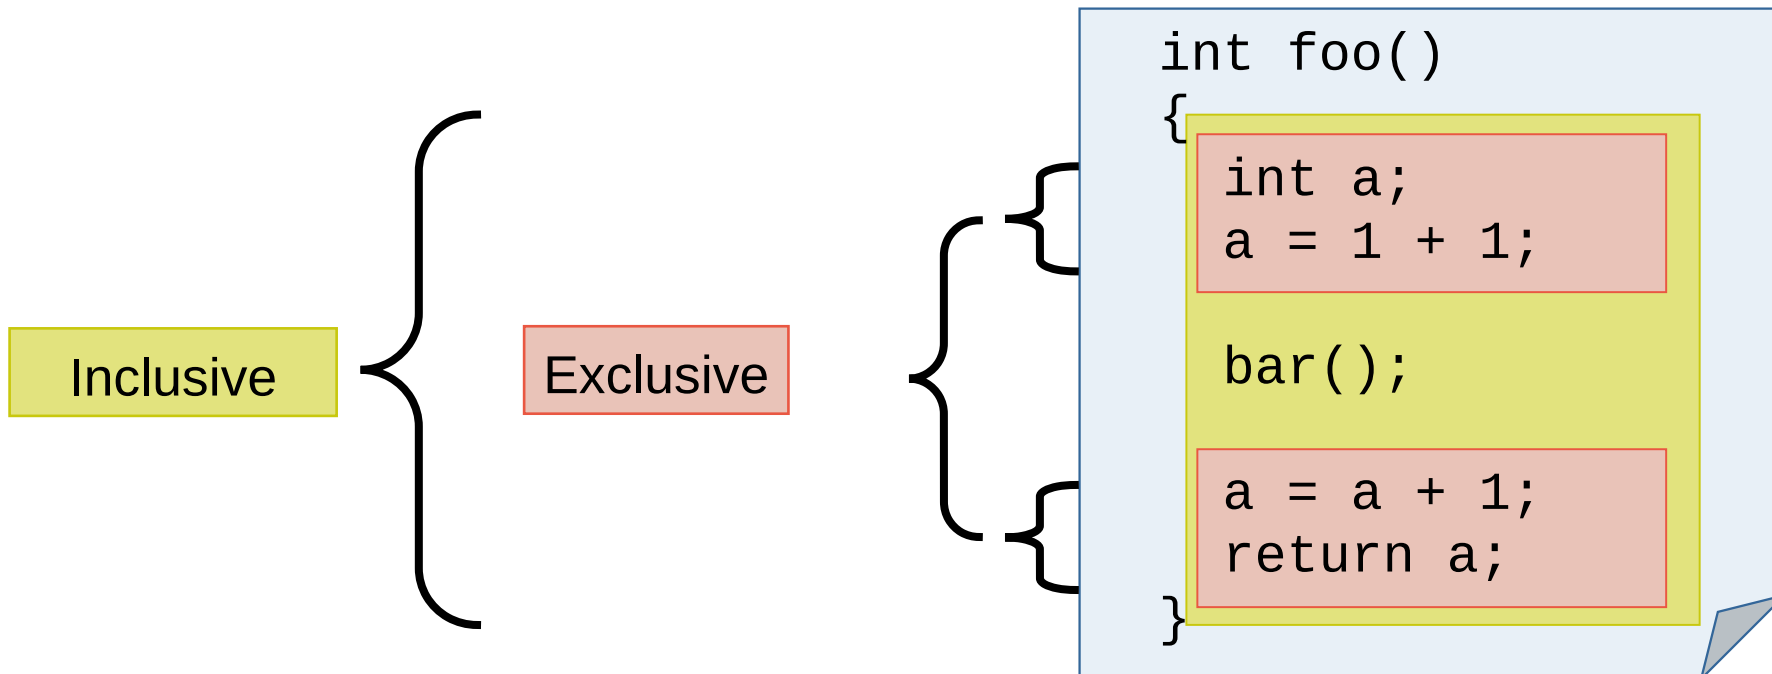 Inclusive
Exclusive
int foo()
{
int a;
a = 1 + 1;
bar();
a = a + 1;
return a;
}